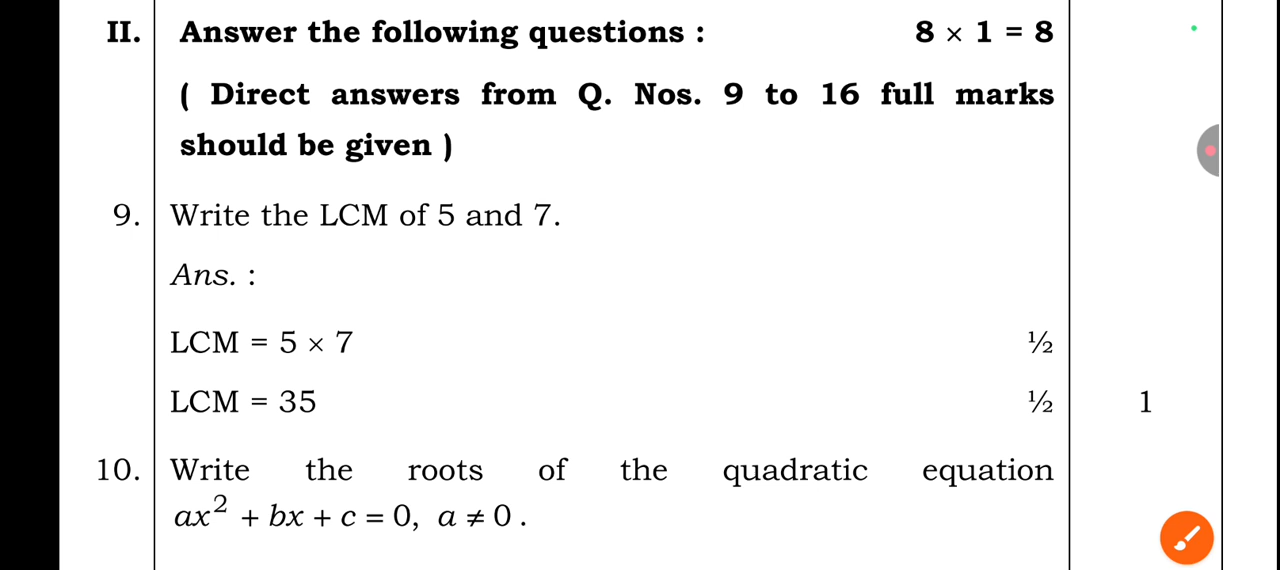 II. Answer the following questions : 8 × 1 = 8
( Direct answers from Q. Nos. 9 to 16 full marks
should be given )
9. Write the LCM of 5 and 7.
Ans. :
LCM = 5 × 7 ½
LCM = 35 ½ 1
10. Write the roots of the quadratic equation
ax² + bx + c = 0, a ≠ 0 .